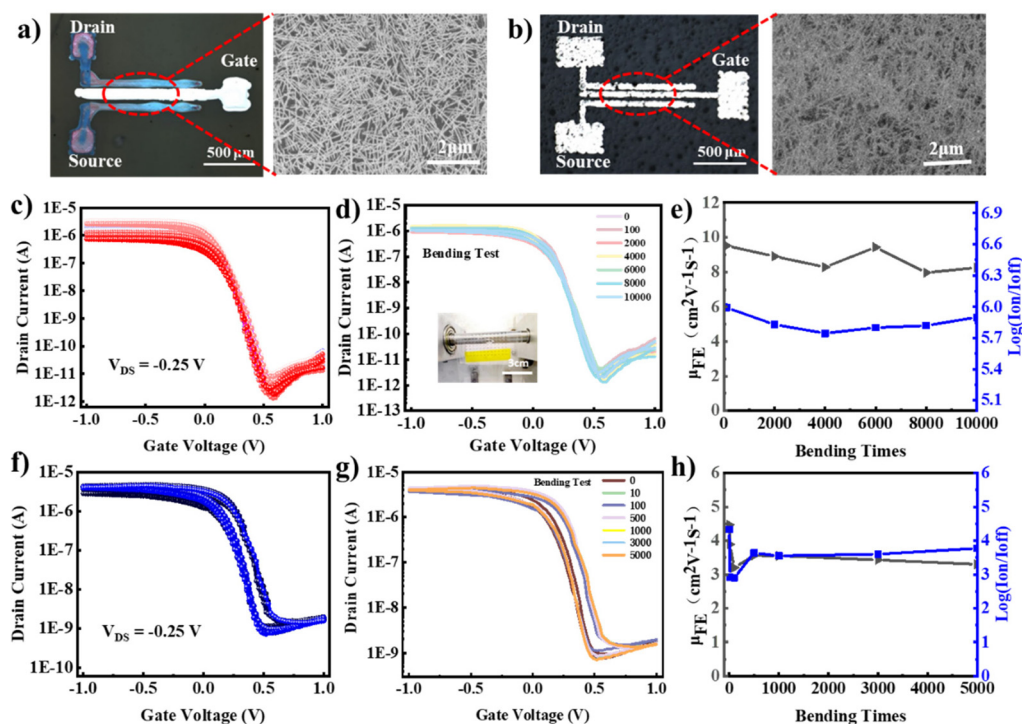 a)
Drain
Gate
Source
500 μm
2μm
b)
Drain
Gate
Source
500 μm
2μm
c)
Drain Current (A)
1E-5
1E-6
1E-8
1E-10
1E-11
1E-12
V_DS = -0.25 V
-1.0 -0.5 0.0 0.5 1.0
Gate Voltage (V)
d)
Drain Current (A)
1E-5
1E-6
1E-8
1E-10
1E-11
1E-12
1E-13
Bending Test
0
100
2000
4000
6000
8000
10000
3cm
-1.0 -0.5 0.0 0.5 1.0
Gate Voltage (V)
e)
μFE (cm2V-1S-1)
12
10
8
6
4
2
0
6.9
6.6
6.3
6.0
5.7
5.4
5.1
Log(Ion/Ioff)
0 2000 4000 6000 8000 10000
Bending Times
f)
Drain Current (A)
1E-5
1E-6
1E-7
1E-8
1E-9
1E-10
V_DS = -0.25 V
-1.0 -0.5 0.0 0.5 1.0
Gate Voltage (V)
g)
Drain Current (A)
1E-5
1E-6
1E-7
1E-8
1E-9
Bending Test
0
10
100
500
1000
3000
5000
-1.0 -0.5 0.0 0.5 1.0
Gate Voltage (V)
h)
μFE (cm2V-1S-1)
6
5
4
3
2
1
0
6
5
4
3
2
1
0
Log(Ion/Ioff)
0 1000 2000 3000 4000 5000
Bending Times